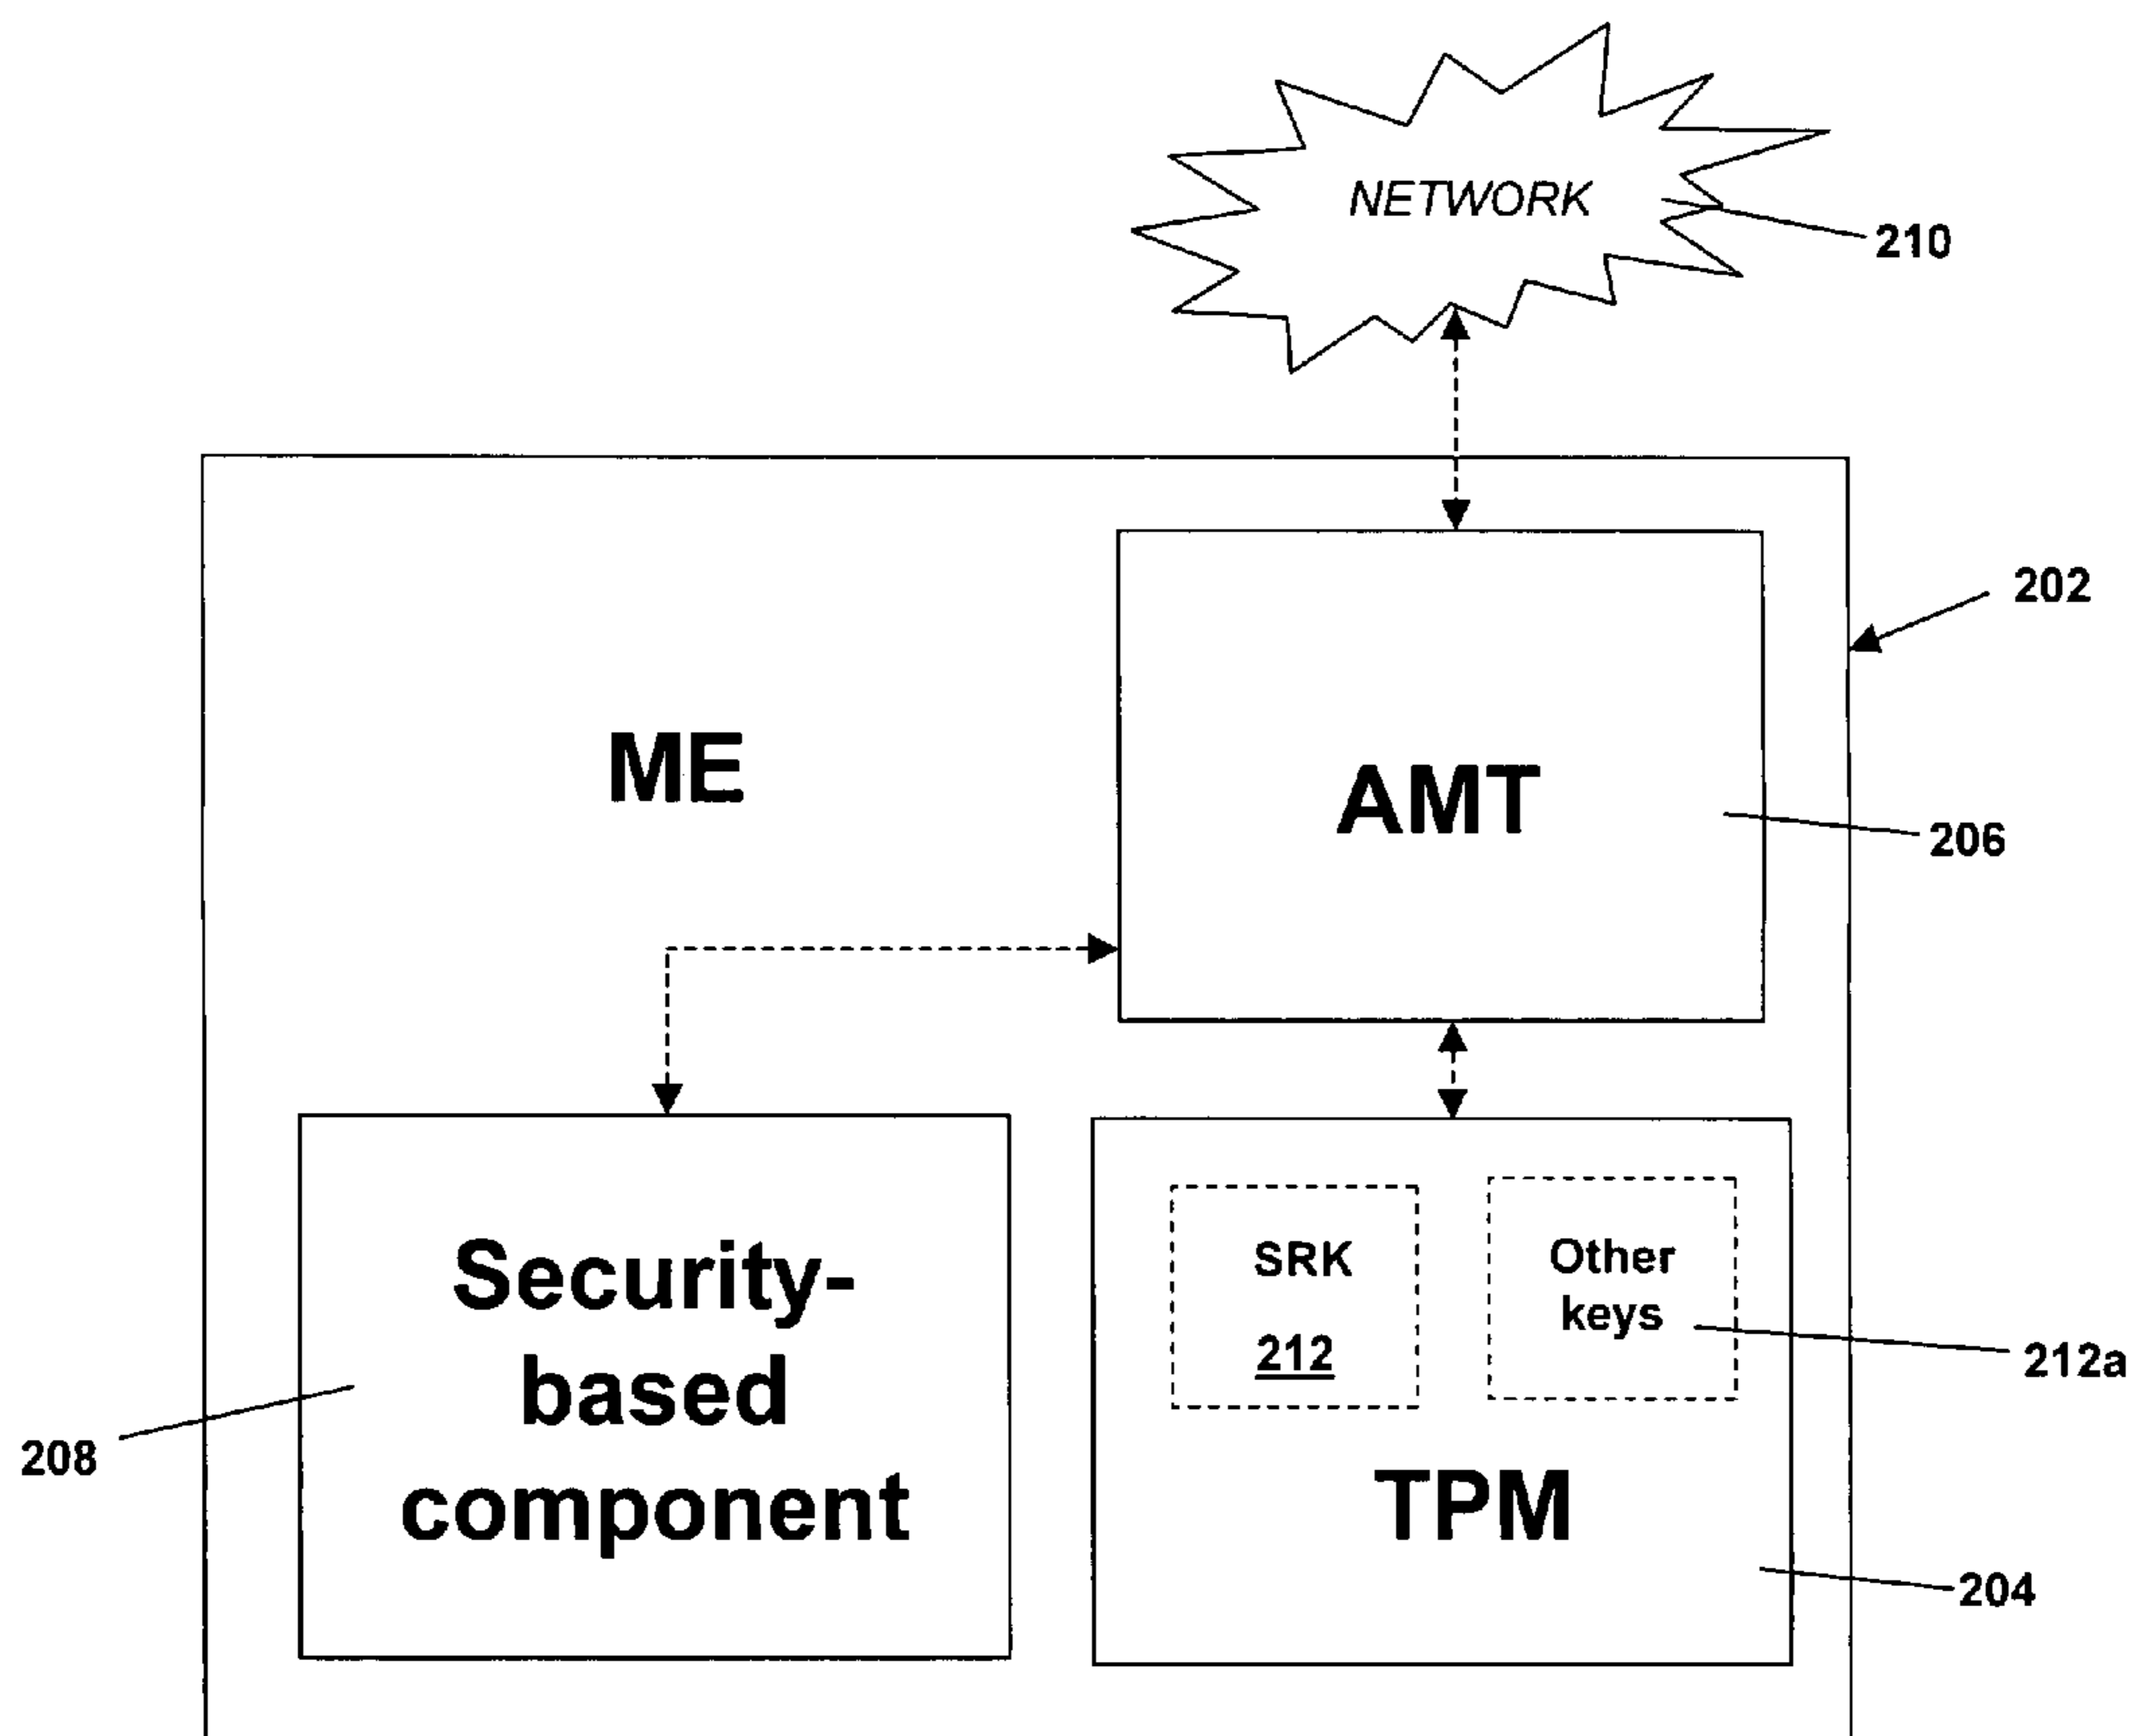 NETWORK
210
202
ME
AMT
206
Security-
based
component
208
SRK
212
Other
keys
212a
TPM
204